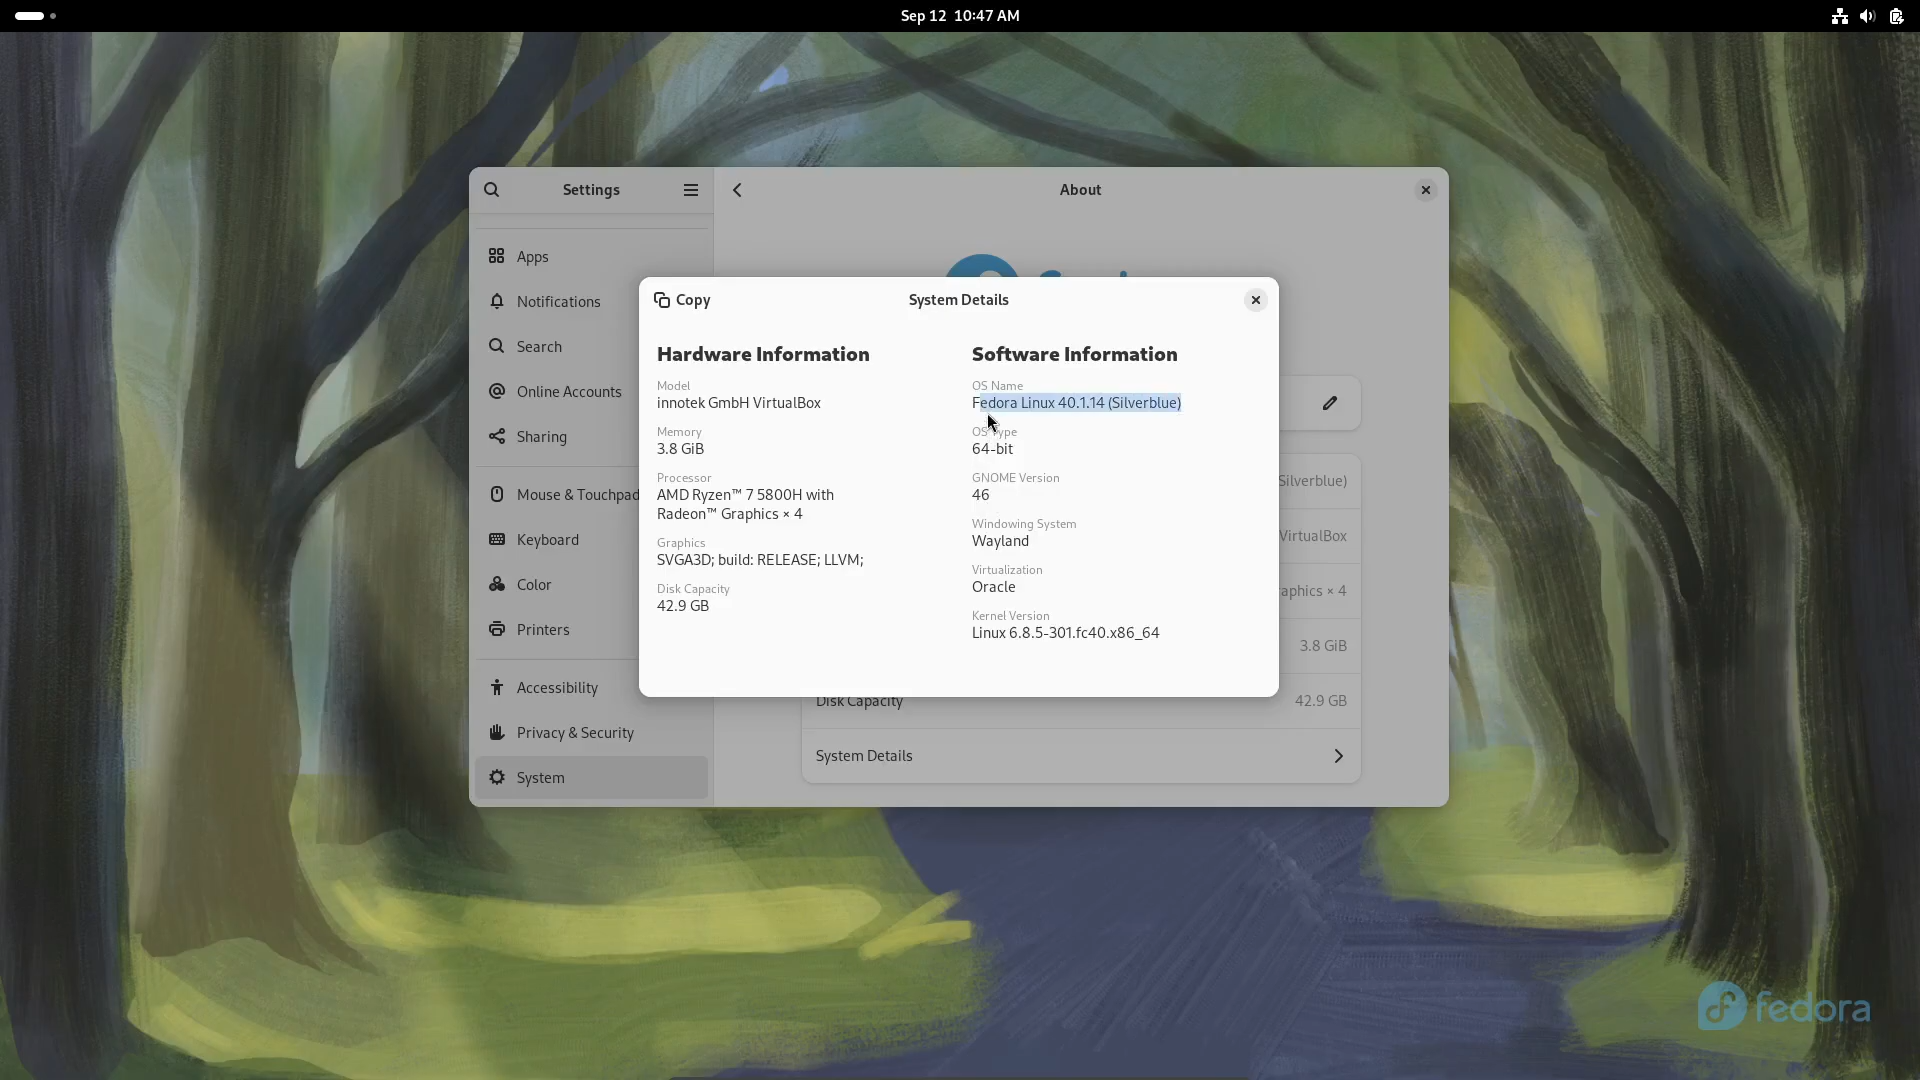 Sep 12 10:47 AM
Settings
About
Apps
Notifications
Search
Online Accounts
Sharing
Mouse & Touchpad
Keyboard
Color
Printers
Accessibility
Privacy & Security
System
Copy
System Details
Hardware Information
Model
innotek GmbH VirtualBox
Memory
3.8 GiB
Processor
AMD Ryzen™ 7 5800H with
Radeon™ Graphics × 4
Graphics
SVGA3D; build: RELEASE; LLVM;
Disk Capacity
42.9 GB
Software Information
OS Name
Fedora Linux 40.1.14 (Silverblue)
OS Type
64-bit
GNOME Version
46
Windowing System
Wayland
Virtualization
Oracle
Kernel Version
Linux 6.8.5-301.fc40.x86_64
Silverblue)
VirtualBox
aphics × 4
3.8 GiB
Disk Capacity 42.9 GB
System Details
fedora